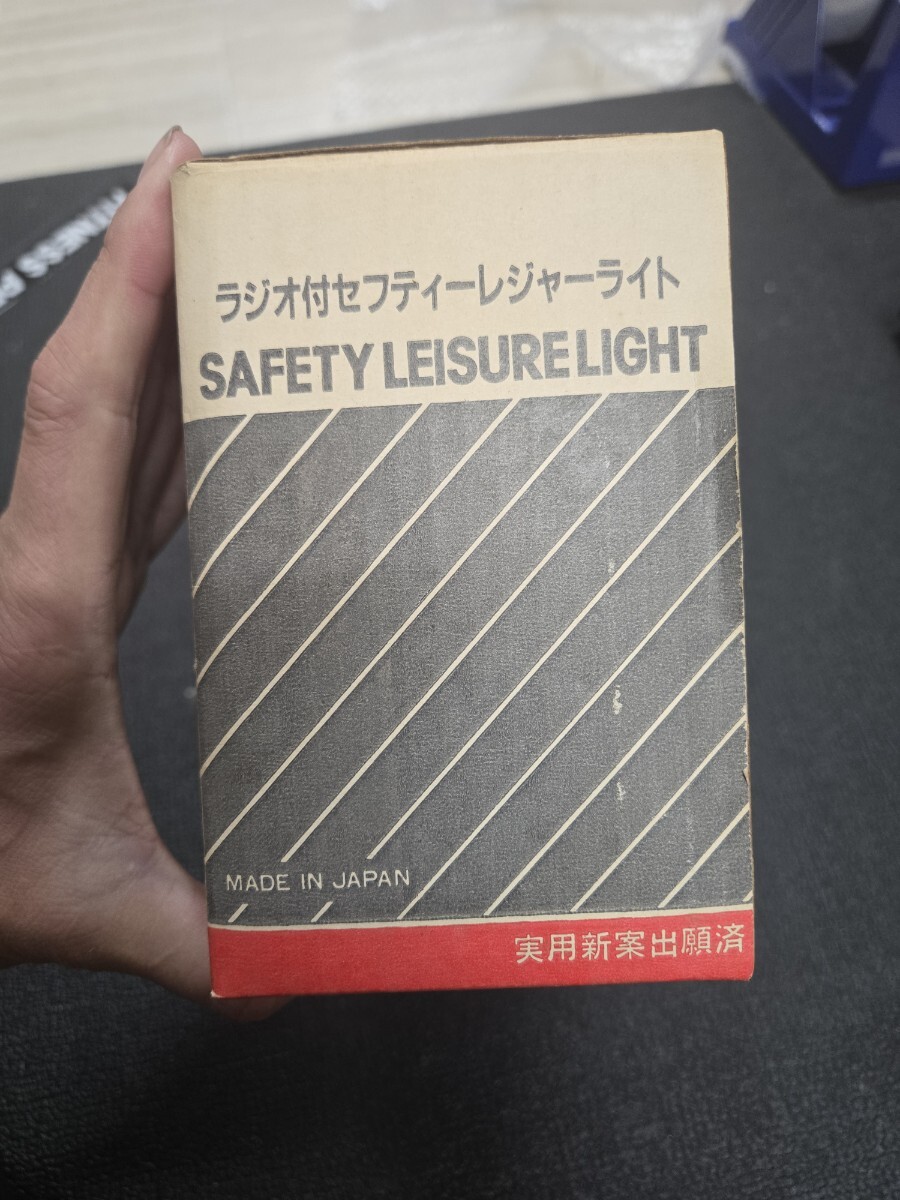 ラジオ付セフティーレジャーライト
SAFETY LEISURE LIGHT
MADE IN JAPAN
実用新案出願済